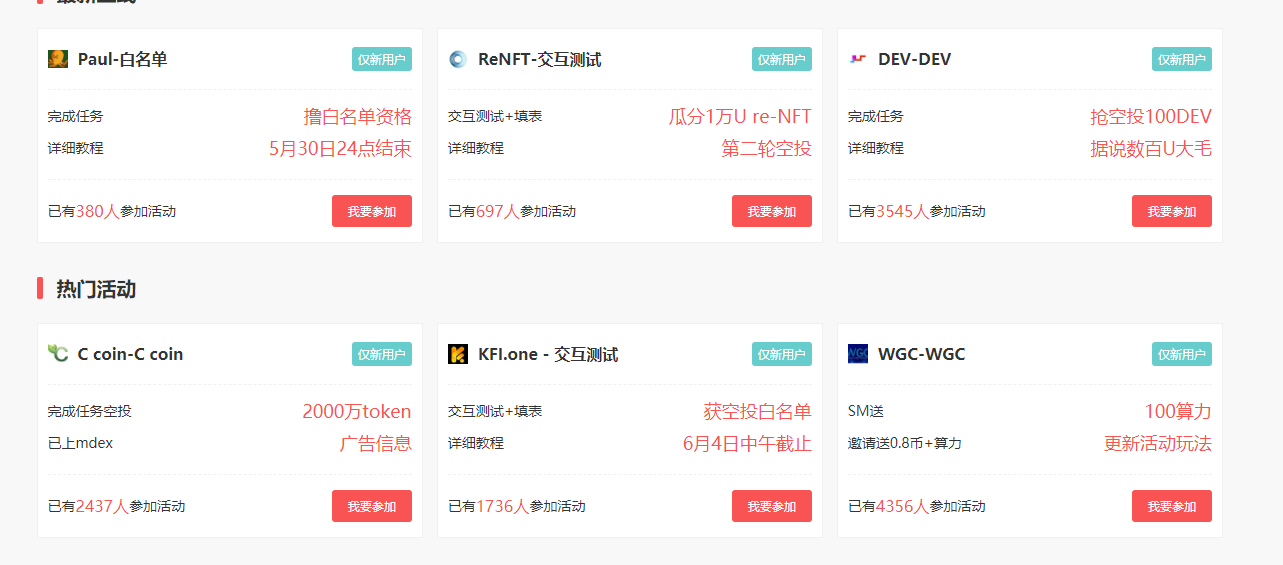 Paul-白名单 仅新用户
完成任务 撸白名单资格
详细教程 5月30日24点结束
已有380人参加活动 我要参加
ReNFT-交互测试 仅新用户
交互测试+填表 瓜分1万U re-NFT
详细教程 第二轮空投
已有697人参加活动 我要参加
DEV-DEV 仅新用户
完成任务 抢空投100DEV
详细教程 据说数百U大毛
已有3545人参加活动 我要参加
热门活动
C coin-C coin 仅新用户
完成任务空投 2000万token
已上mdex 广告信息
已有2437人参加活动 我要参加
KFI.one - 交互测试 仅新用户
交互测试+填表 获空投白名单
详细教程 6月4日中午截止
已有1736人参加活动 我要参加
WGC
WGC-WGC 仅新用户
SM送 100算力
邀请送0.8币+算力 更新活动玩法
已有4356人参加活动 我要参加